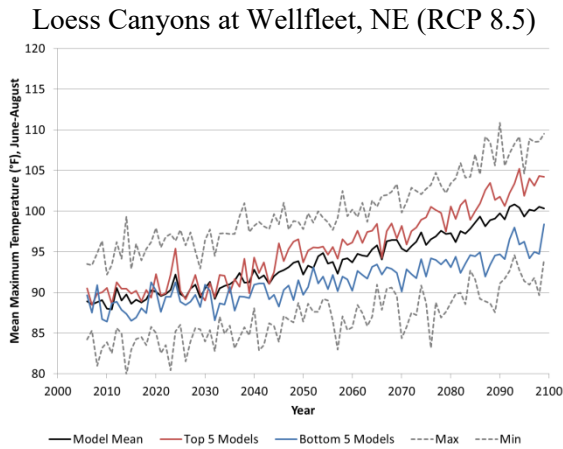 Loess Canyons at Wellfleet, NE (RCP 8.5)
Mean Maximum Temperature (°F), June-August
120
115
110
105
100
95
90
85
80
2000 2010 2020 2030 2040 2050 2060 2070 2080 2090 2100
Year
Model Mean Top 5 Models Bottom 5 Models Max Min